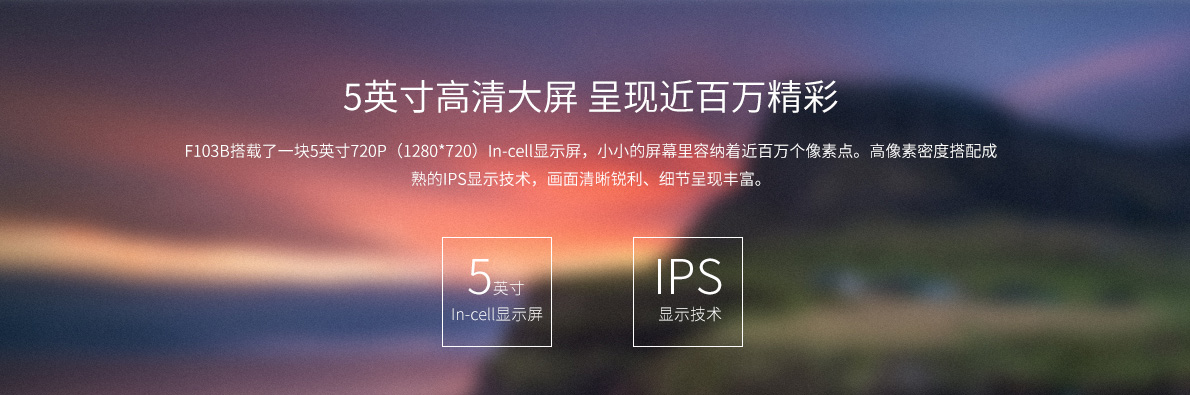 5英寸高清大屏 呈现近百万精彩
F103B搭载了一块5英寸720P（1280*720）In-cell显示屏，小小的屏幕里容纳着近百万个像素点。高像素密度搭配成
熟的IPS显示技术，画面清晰锐利、细节呈现丰富。
5英寸
In-cell显示屏
IPS
显示技术